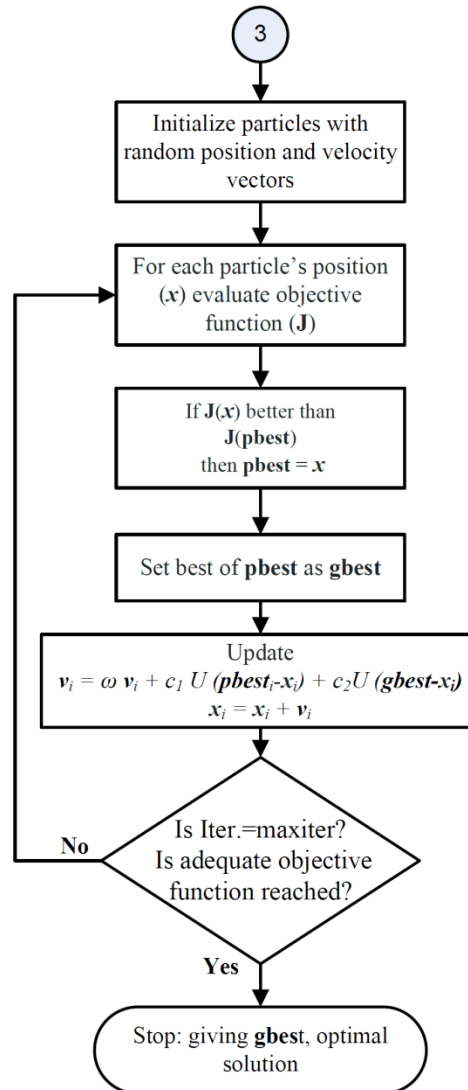 3
Initialize particles with
random position and velocity
vectors
For each particle's position
(x) evaluate objective
function (J)
If J(x) better than
J(pbest)
then pbest = x
Set best of pbest as gbest
Update
vᵢ = ω vᵢ + c₁ U (pbestᵢ-xᵢ) + c₂U (gbest-xᵢ)
xᵢ = xᵢ + vᵢ
Is Iter.=maxiter?
Is adequate objective
function reached?
No
Yes
Stop: giving gbest, optimal
solution